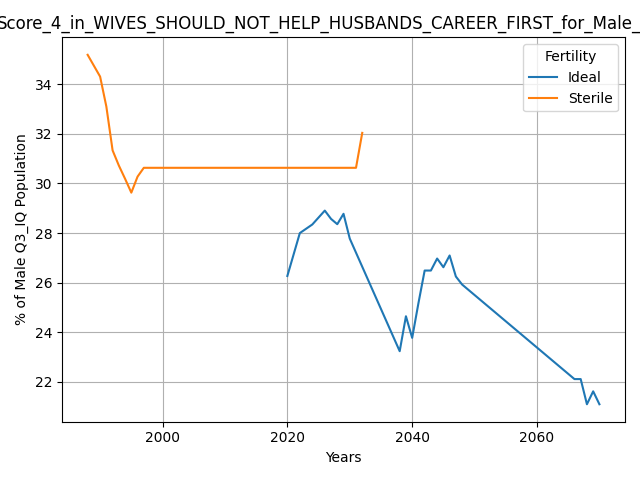 Score_4_in_WIVES_SHOULD_NOT_HELP_HUSBANDS_CAREER_FIRST_for_Male_
Fertility
Ideal
Sterile
% of Male Q3_IQ Population
34
32
30
28
26
24
22
2000
2020
2040
2060
Years